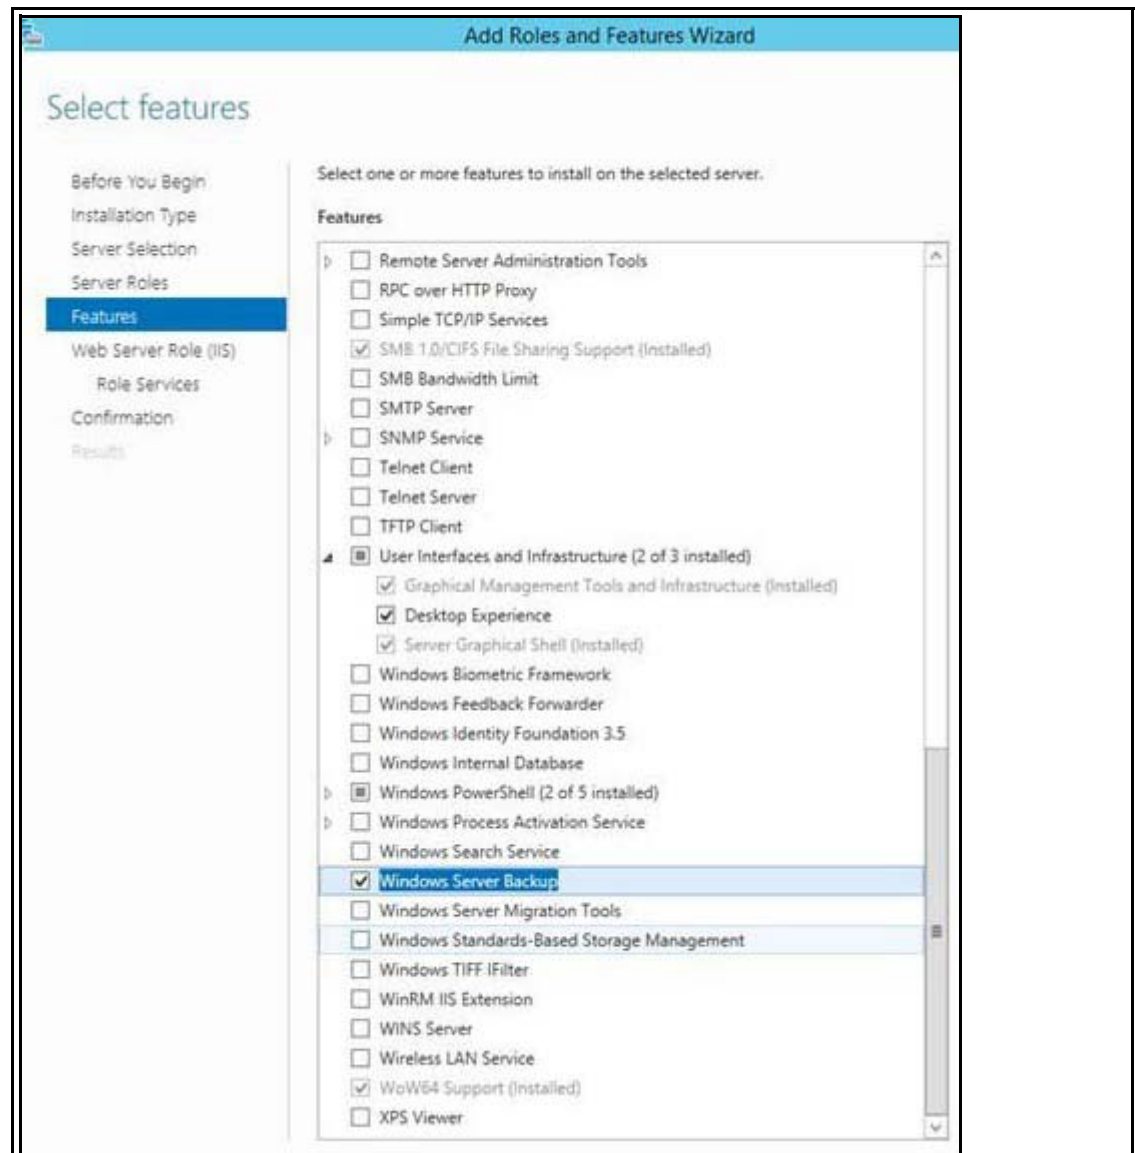 Add Roles and Features Wizard
Select features
Before You Begin
Installation Type
Server Selection
Server Roles
Features
Web Server Role (IIS)
Role Services
Confirmation
Results
Select one or more features to install on the selected server.
Features
Remote Server Administration Tools
RPC over HTTP Proxy
Simple TCP/IP Services
SMB 1.0/CIFS File Sharing Support (Installed)
SMB Bandwidth Limit
SMTP Server
SNMP Service
Telnet Client
Telnet Server
TFTP Client
User Interfaces and Infrastructure (2 of 3 installed)
Graphical Management Tools and Infrastructure (Installed)
Desktop Experience
Server Graphical Shell (Installed)
Windows Biometric Framework
Windows Feedback Forwarder
Windows Identity Foundation 3.5
Windows Internal Database
Windows PowerShell (2 of 5 installed)
Windows Process Activation Service
Windows Search Service
Windows Server Backup
Windows Server Migration Tools
Windows Standards-Based Storage Management
Windows TIFF IFilter
WinRM IIS Extension
WINS Server
Wireless LAN Service
WoW64 Support (Installed)
XPS Viewer